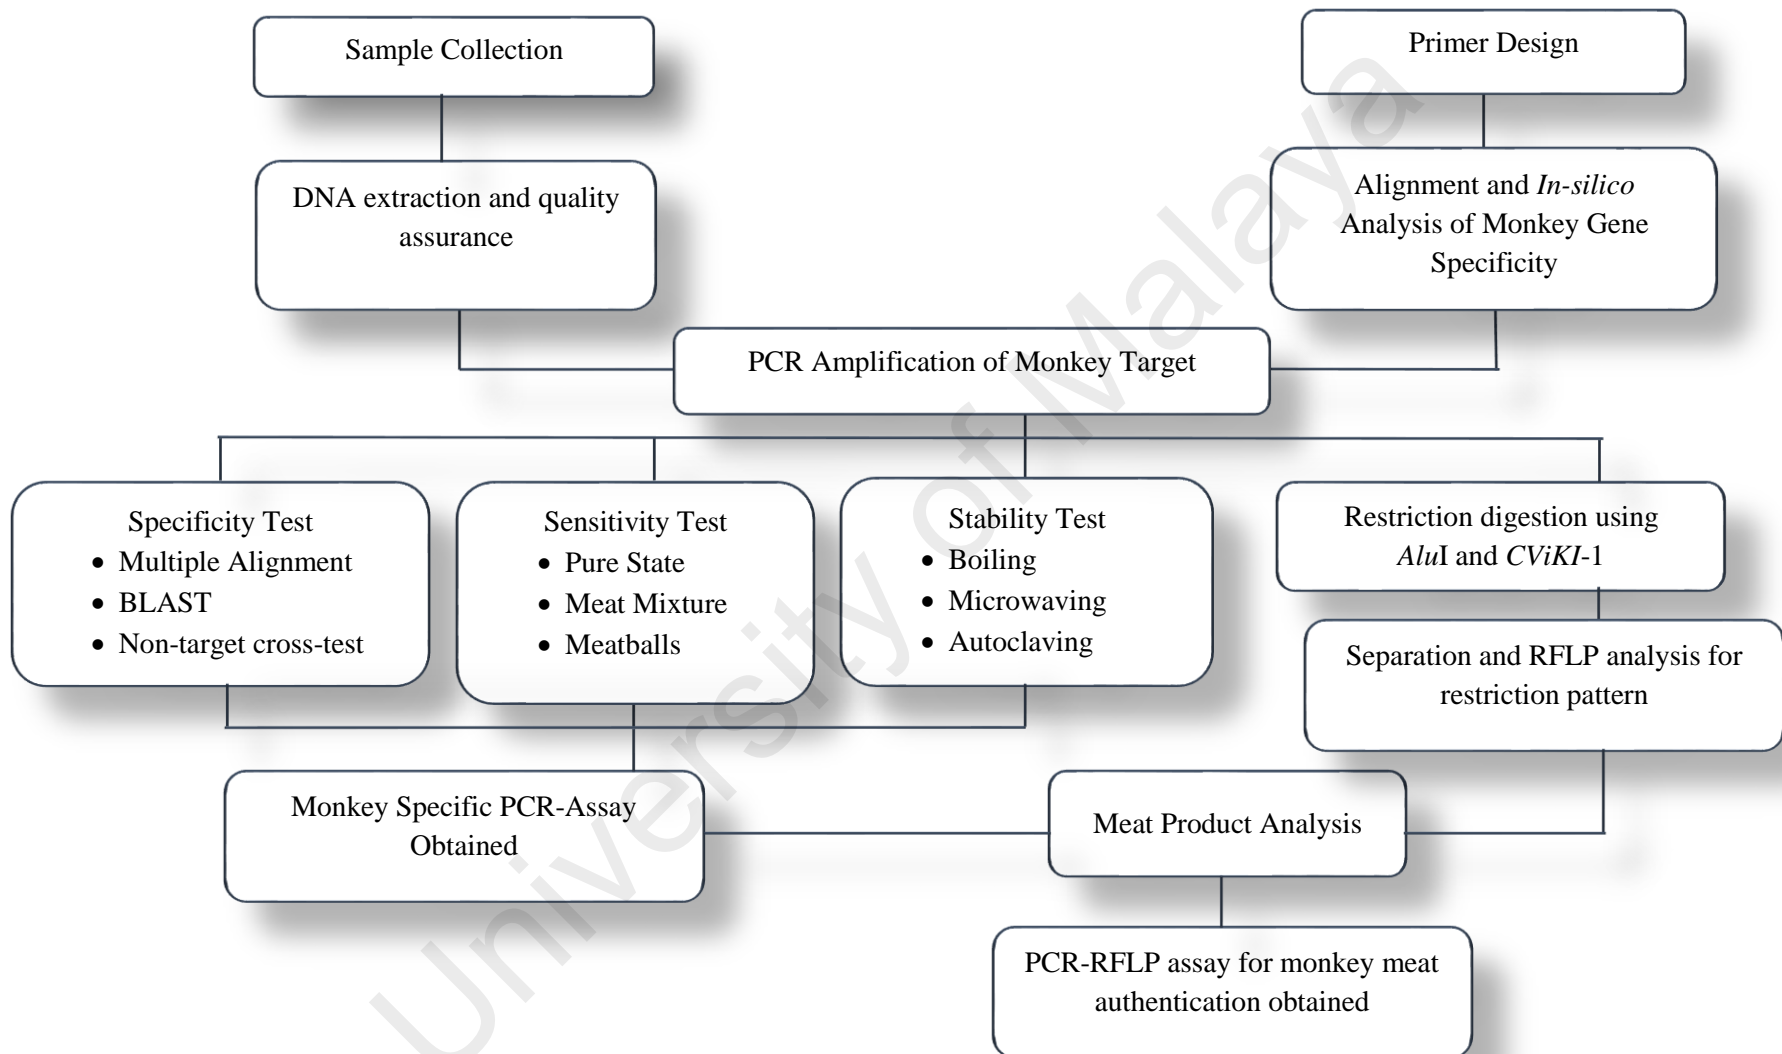 Sample Collection
Primer Design
DNA extraction and quality
assurance
Alignment and In-silico
Analysis of Monkey Gene
Specificity
PCR Amplification of Monkey Target
Specificity Test
• Multiple Alignment
• BLAST
• Non-target cross-test
Sensitivity Test
• Pure State
• Meat Mixture
• Meatballs
Stability Test
• Boiling
• Microwaving
• Autoclaving
Restriction digestion using
AluI and CViKI-1
Separation and RFLP analysis for
restriction pattern
Monkey Specific PCR-Assay
Obtained
Meat Product Analysis
PCR-RFLP assay for monkey meat
authentication obtained
University of Malaya